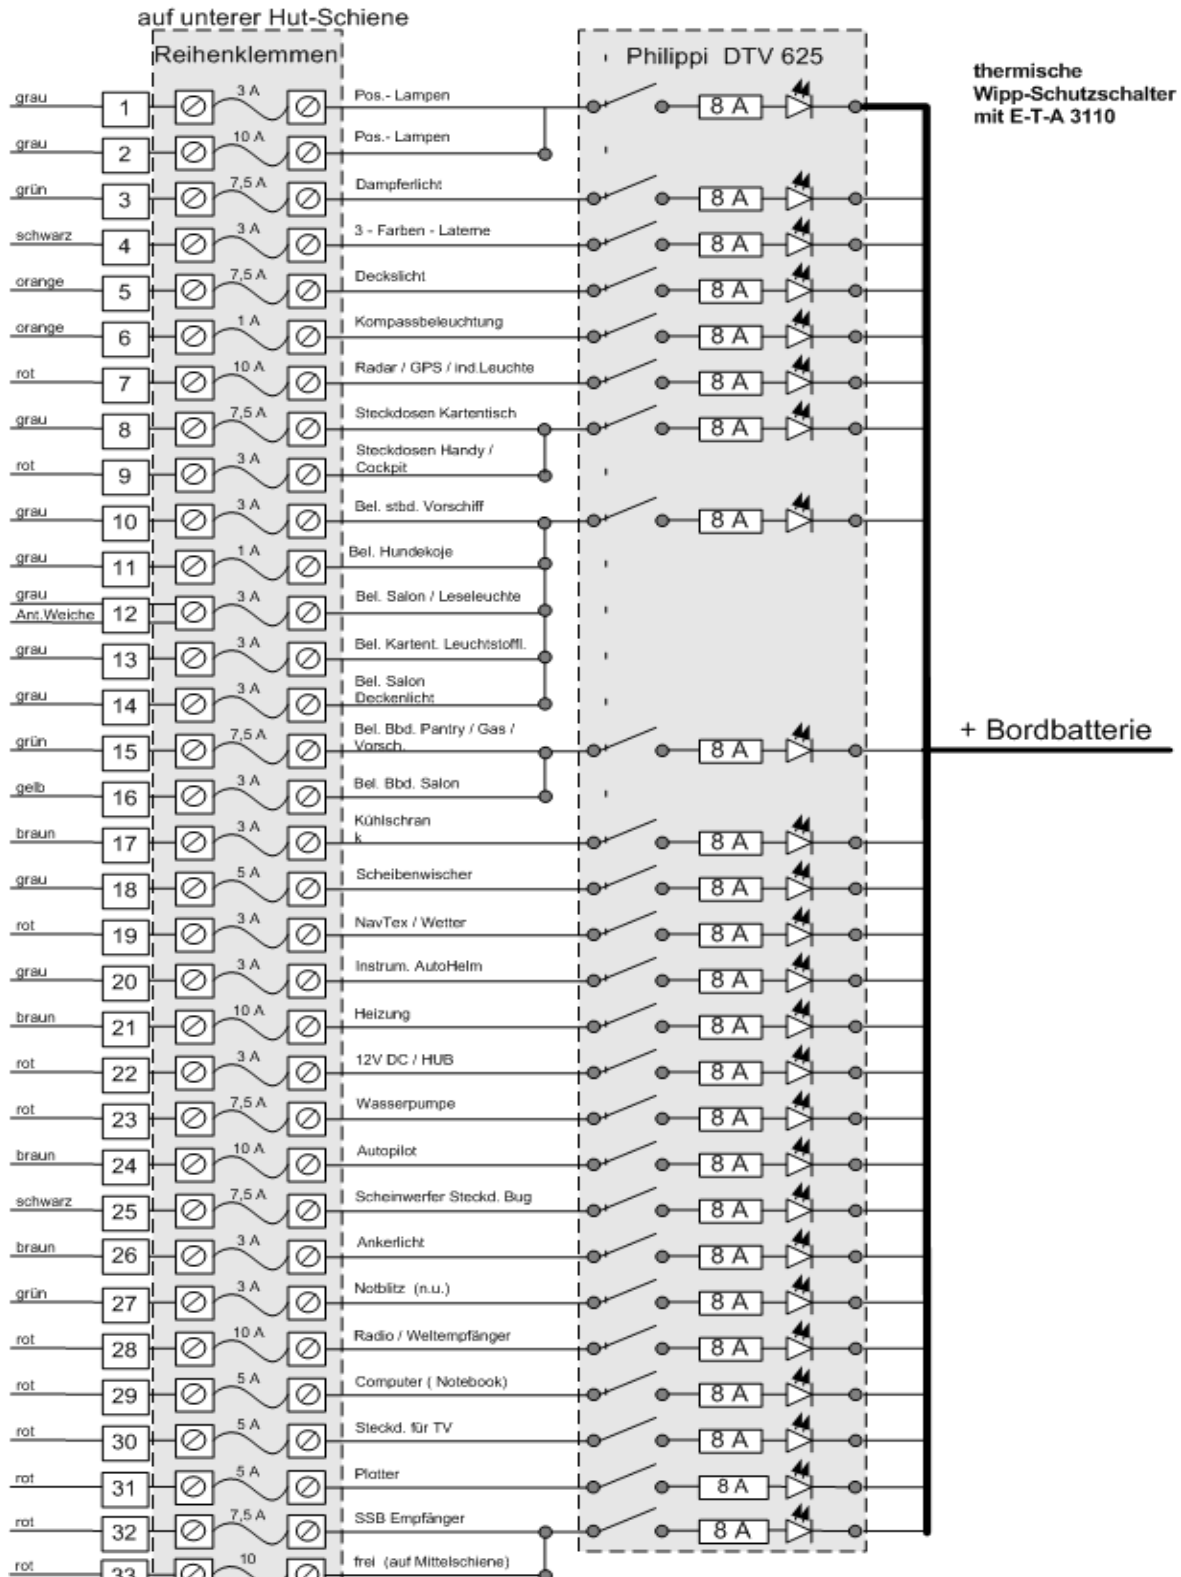 auf unterer Hut-Schiene
Reihenklemmen
Philippi DTV 625
thermische
Wipp-Schutzschalter
mit E-T-A 3110
grau 1 3 A Pos.- Lampen 8 A
grau 2 10 A Pos.- Lampen
grün 3 7,5 A Dampferlicht 8 A
schwarz 4 3 A 3 - Farben - Laterne 8 A
orange 5 7,5 A Deckslicht 8 A
orange 6 1 A Kompassbeleuchtung 8 A
rot 7 10 A Radar / GPS / ind.Leuchte 8 A
grau 8 7,5 A Steckdosen Kartentisch 8 A
rot 9 3 A Steckdosen Handy /
Cockpit
grau 10 3 A Bel. stbd. Vorschiff 8 A
grau 11 1 A Bel. Hundekoje
grau
Ant.Weiche 12 3 A Bel. Salon / Leseleuchte
grau 13 3 A Bel. Kartent. Leuchtstoffl.
grau 14 3 A Bel. Salon
Deckenlicht
grün 15 7,5 A Bel. Bbd. Pantry / Gas /
Vorsch. 8 A
+ Bordbatterie
gelb 16 3 A Bel. Bbd. Salon
braun 17 3 A Kühlschran
k 8 A
grau 18 5 A Scheibenwischer 8 A
rot 19 3 A NavTex / Wetter 8 A
grau 20 3 A Instrum. AutoHelm 8 A
braun 21 10 A Heizung 8 A
rot 22 3 A 12V DC / HUB 8 A
rot 23 7,5 A Wasserpumpe 8 A
braun 24 10 A Autopilot 8 A
schwarz 25 7,5 A Scheinwerfer Steckd. Bug 8 A
braun 26 3 A Ankerlicht 8 A
grün 27 3 A Notblitz (n.u.) 8 A
rot 28 10 A Radio / Weltempfänger 8 A
rot 29 5 A Computer ( Notebook) 8 A
rot 30 5 A Steckd. für TV 8 A
rot 31 5 A Plotter 8 A
rot 32 7,5 A SSB Empfänger 8 A
rot 33 10 frei (auf Mittelschiene)